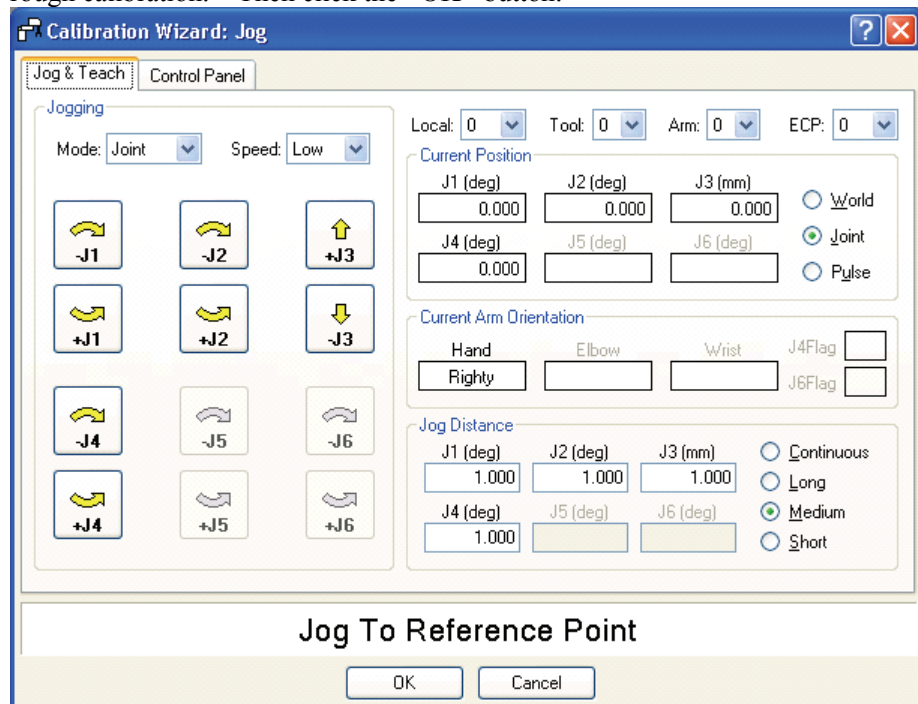 rough calibration. Then click the "OK" button.
Calibration Wizard: Jog
Jog & Teach Control Panel
Jogging
Mode: Joint Speed: Low
-J1 -J2 +J3
+J1 +J2 -J3
-J4 -J5 -J6
+J4 +J5 +J6
Local: 0 Tool: 0 Arm: 0 ECP: 0
Current Position
J1 (deg) J2 (deg) J3 (mm)
0.000 0.000 0.000
J4 (deg) J5 (deg) J6 (deg)
0.000
World
Joint
Pulse
Current Arm Orientation
Hand Elbow Wrist
Righty
J4Flag
J6Flag
Jog Distance
J1 (deg) J2 (deg) J3 (mm)
1.000 1.000 1.000
J4 (deg) J5 (deg) J6 (deg)
1.000
Continuous
Long
Medium
Short
Jog To Reference Point
OK Cancel